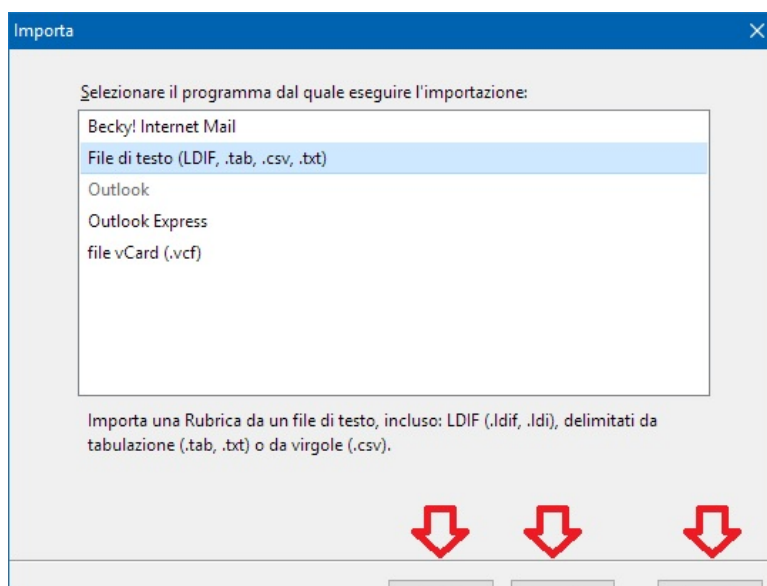 Importa
Selezionare il programma dal quale eseguire l'importazione:
Becky! Internet Mail
File di testo (LDIF, .tab, .csv, .txt)
Outlook
Outlook Express
file vCard (.vcf)
Importa una Rubrica da un file di testo, incluso: LDIF (.ldif, .ldi), delimitati da
tabulazione (.tab, .txt) o da virgole (.csv).